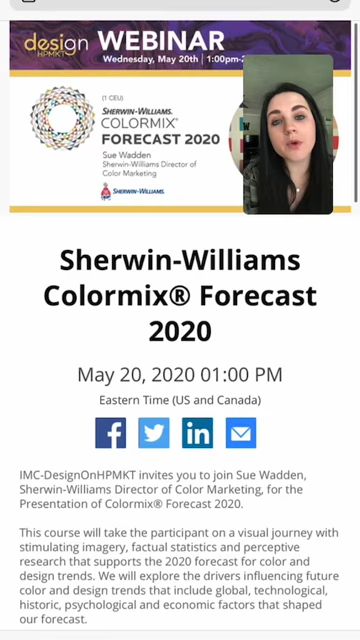 design WEBINAR
HPMKT
Wednesday, May 20th | 1:00pm-2
(1 CEU)
SHERWIN-WILLIAMS.
COLORMIX®
FORECAST 2020
Sue Wadden
Sherwin-Williams Director of
Color Marketing
SHERWIN-WILLIAMS.
Sherwin-Williams
Colormix® Forecast
2020
May 20, 2020 01:00 PM
Eastern Time (US and Canada)
IMC-DesignOnHPMKT invites you to join Sue Wadden,
Sherwin-Williams Director of Color Marketing, for the
Presentation of Colormix® Forecast 2020.
This course will take the participant on a visual journey with
stimulating imagery, factual statistics and perceptive
research that supports the 2020 forecast for color and
design trends. We will explore the drivers influencing future
color and design trends that include global, technological,
historic, psychological and economic factors that shaped
our forecast.